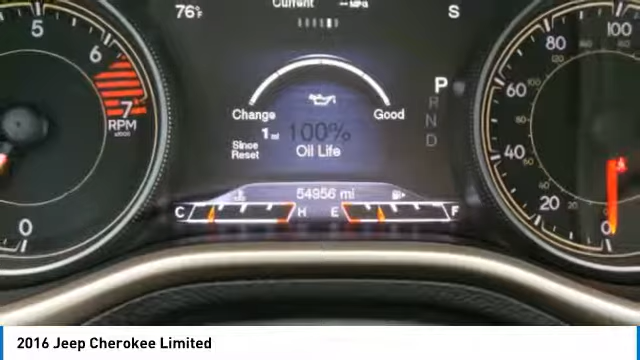 76°F
Current
S
5
6
7
RPM
0
Change
Good
1 mi
Since
Reset
100%
Oil Life
54956 mi
C
H
E
F
P
R
N
D
100
80
60
40
20
0
2016 Jeep Cherokee Limited